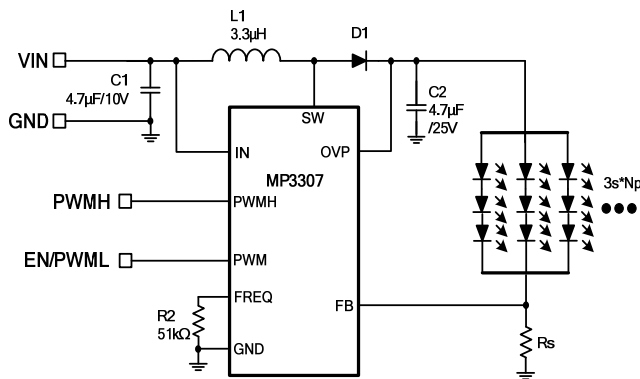 L1
3.3µH
D1
VIN
C1
4.7µF/10V
C2
4.7µF
/25V
GND
SW
IN
OVP
MP3307
3s*Np
PWMH
PWMH
EN/PWML
PWM
FREQ
FB
R2
51kΩ
GND
Rs